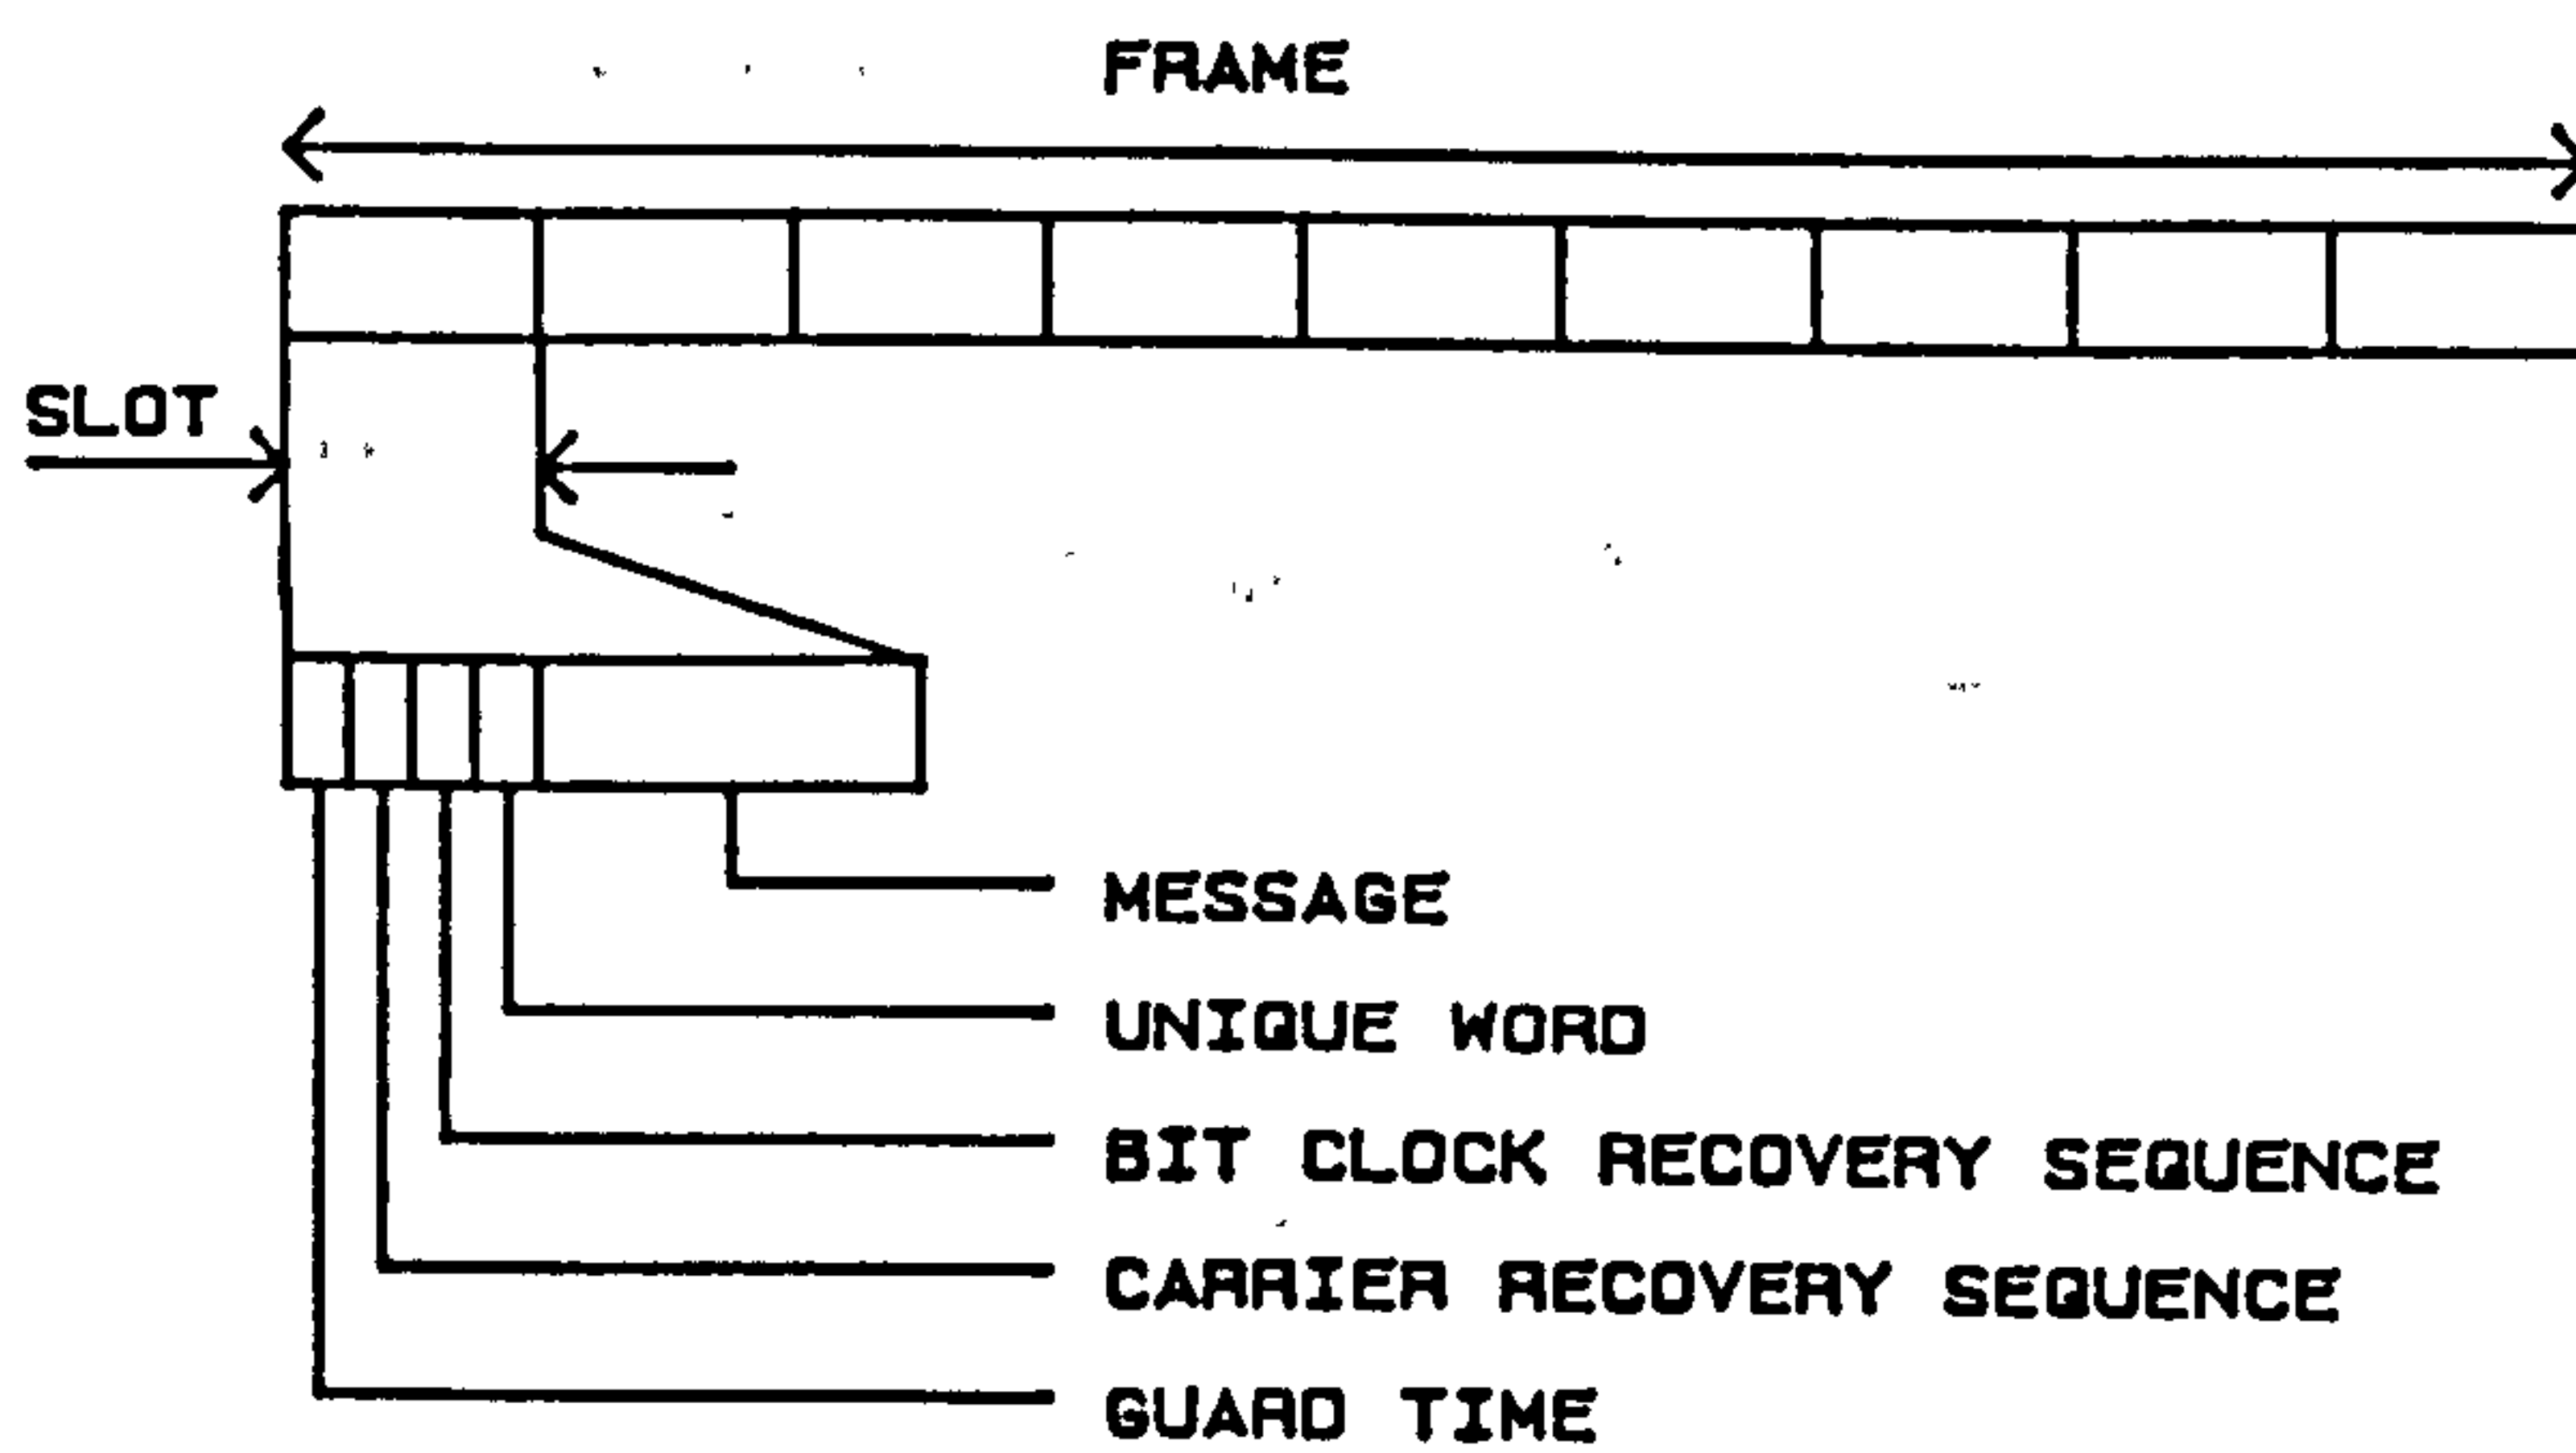 FRAME
SLOT
MESSAGE
UNIQUE WORD
BIT CLOCK RECOVERY SEQUENCE
CARRIER RECOVERY SEQUENCE
GUARD TIME